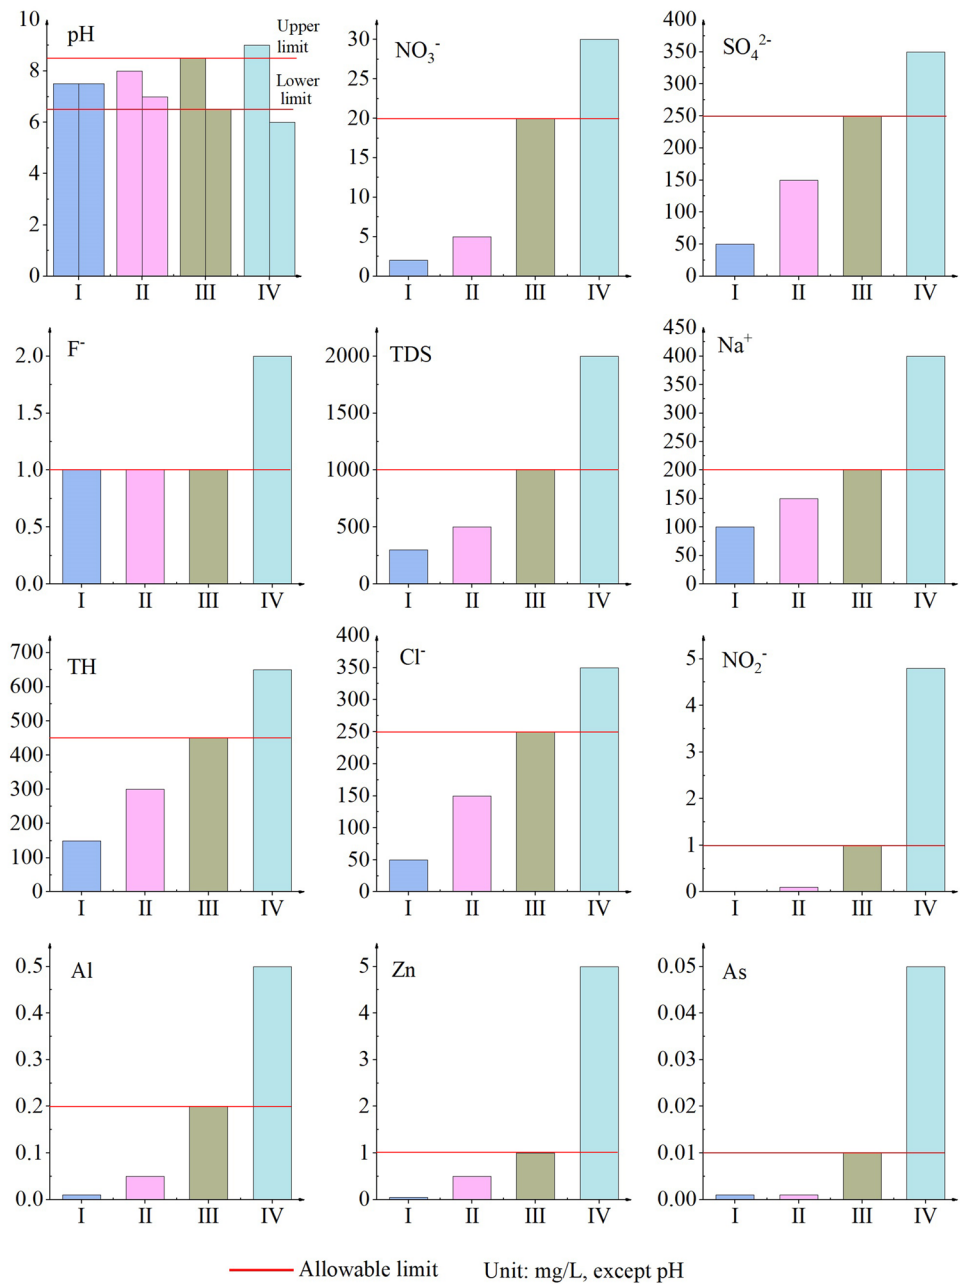 pH
Upper
limit
Lower
limit
10
8
6
4
2
0
I II III IV
NO₃⁻
30
25
20
15
10
5
0
I II III IV
SO₄²⁻
400
350
300
250
200
150
100
50
0
I II III IV
F⁻
2.0
1.5
1.0
0.5
0.0
I II III IV
TDS
2000
1500
1000
500
0
I II III IV
Na⁺
450
400
350
300
250
200
150
100
50
0
I II III IV
TH
700
600
500
400
300
200
100
0
I II III IV
Cl⁻
400
350
300
250
200
150
100
50
0
I II III IV
NO₂⁻
5
4
3
2
1
0
I II III IV
Al
0.5
0.4
0.3
0.2
0.1
0.0
I II III IV
Zn
5
4
3
2
1
0
I II III IV
As
0.05
0.04
0.03
0.02
0.01
0.00
I II III IV
Allowable limit Unit: mg/L, except pH